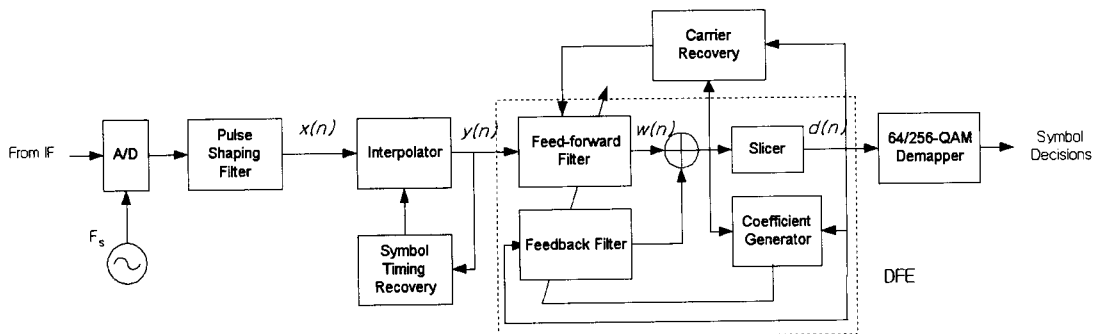 Carrier
Recovery
x(n)
y(n)
w(n)
d(n)
From IF
A/D
Pulse
Shaping
Filter
Interpolator
Feed-forward
Filter
Slicer
64/256-QAM
Demapper
Symbol
Decisions
Fs
Symbol
Timing
Recovery
Feedback Filter
Coefficient
Generator
DFE